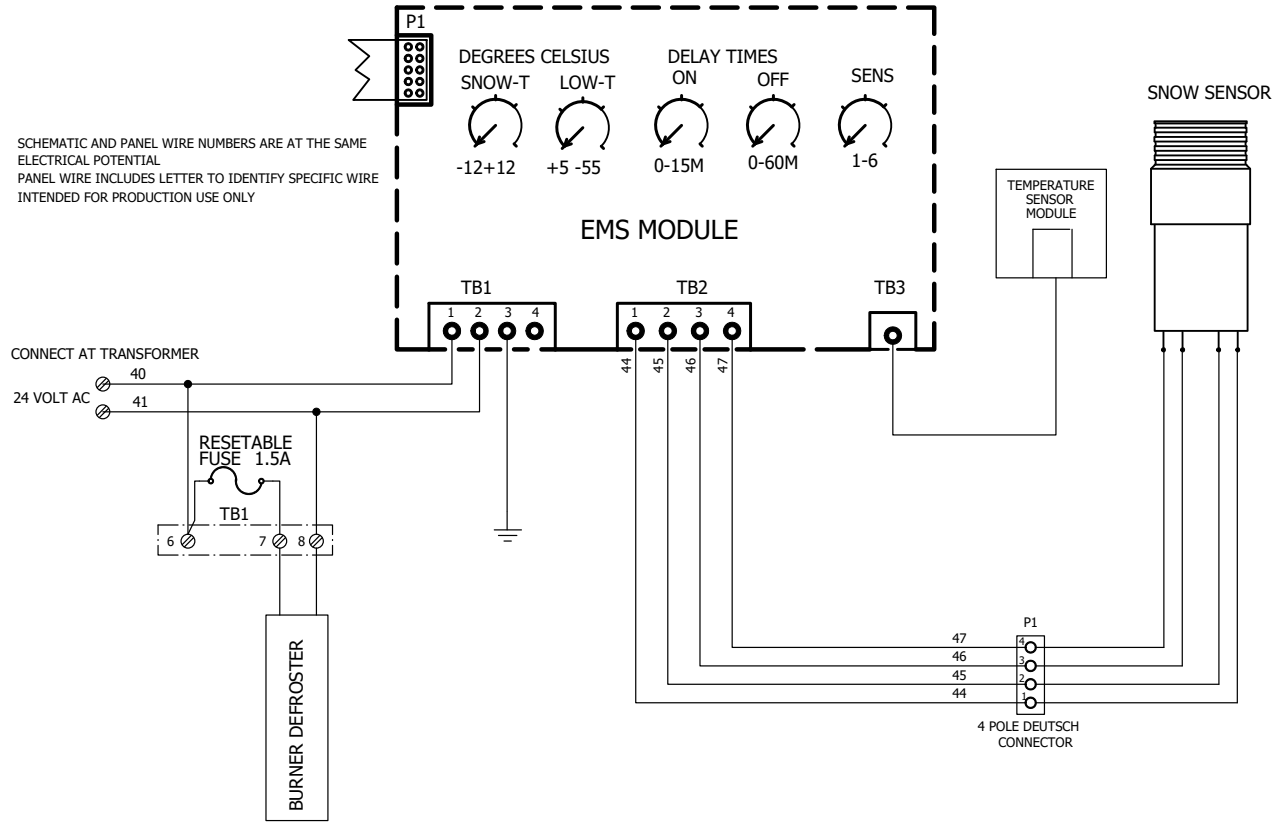 P1
DEGREES CELSIUS
DELAY TIMES
SNOW-T
LOW-T
ON
OFF
SENS
-12+12
+5 -55
0-15M
0-60M
1-6
EMS MODULE
SNOW SENSOR
SCHEMATIC AND PANEL WIRE NUMBERS ARE AT THE SAME
ELECTRICAL POTENTIAL
PANEL WIRE INCLUDES LETTER TO IDENTIFY SPECIFIC WIRE
INTENDED FOR PRODUCTION USE ONLY
TEMPERATURE
SENSOR
MODULE
TB1
1 2 3 4
TB2
1 2 3 4
TB3
44 45 46 47
CONNECT AT TRANSFORMER
40
24 VOLT AC
41
RESETABLE
FUSE 1.5A
TB1
6 7 8
BURNER DEFROSTER
P1
47 4
46 3
45 2
44 1
4 POLE DEUTSCH
CONNECTOR